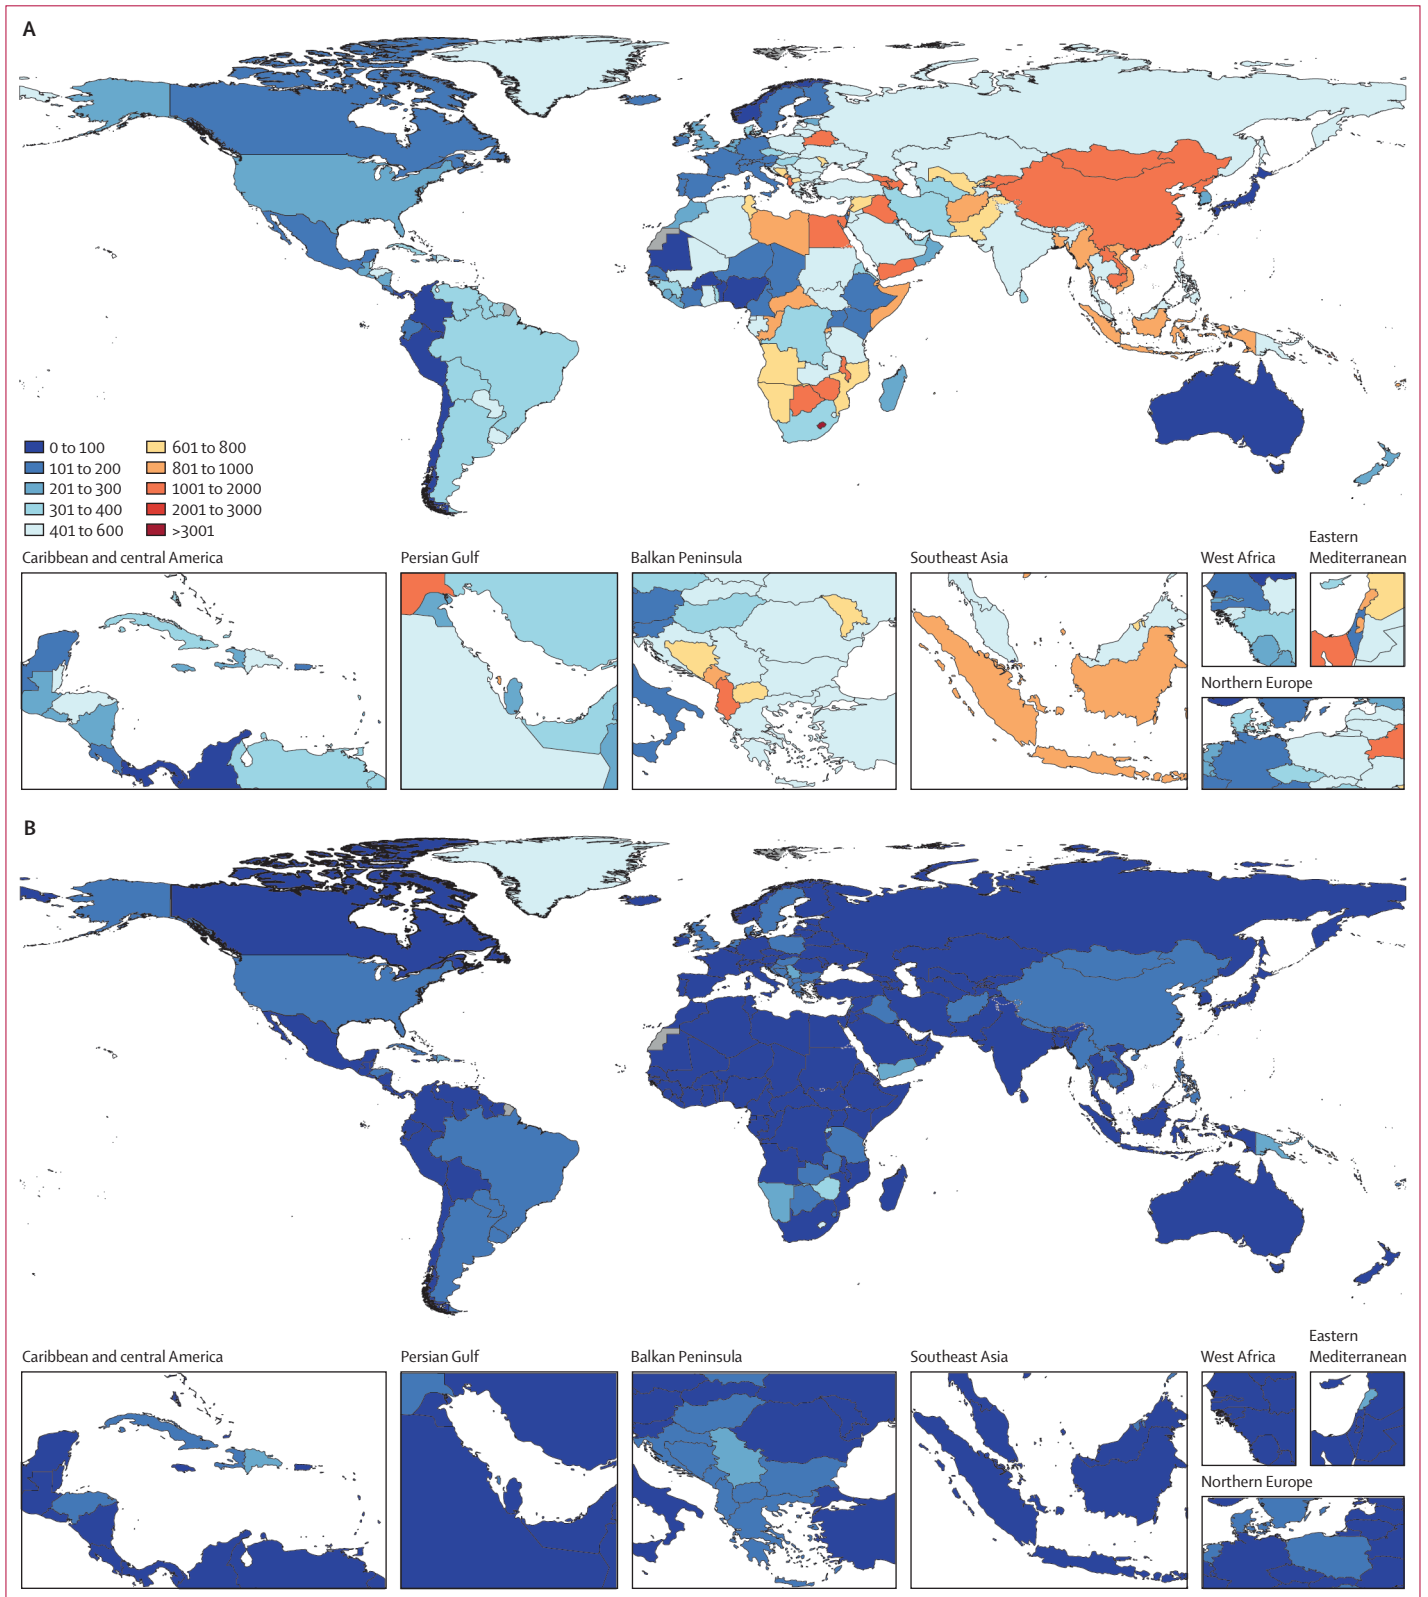 A
0 to 100
101 to 200
201 to 300
301 to 400
401 to 600
601 to 800
801 to 1000
1001 to 2000
2001 to 3000
>3001
Caribbean and central America
Persian Gulf
Balkan Peninsula
Southeast Asia
West Africa
Eastern
Mediterranean
Northern Europe
B
Caribbean and central America
Persian Gulf
Balkan Peninsula
Southeast Asia
West Africa
Eastern
Mediterranean
Northern Europe